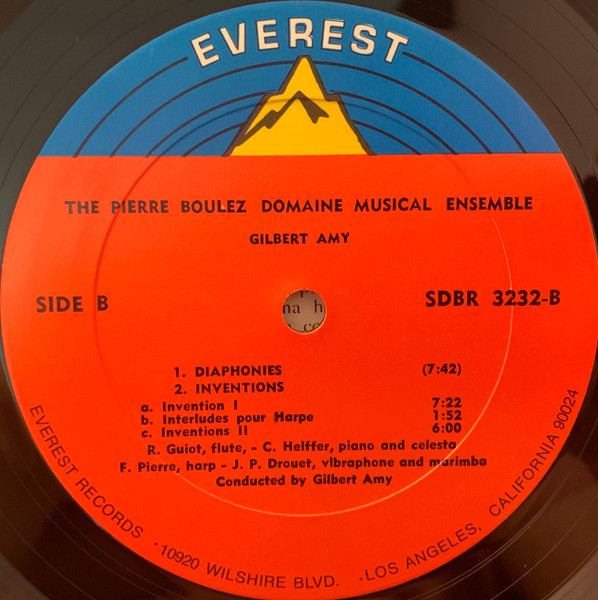 EVEREST
THE PIERRE BOULEZ DOMAINE MUSICAL ENSEMBLE
GILBERT AMY
SIDE B
SDBR 3232-B
1. DIAPHONIES (7:42)
2. INVENTIONS
a. Invention I 7:22
b. Interludes pour Harpe 1:52
c. Inventions II 6:00
R. Guiot, flute, - C. Helffer, piano and celesta
F. Pierre, harp - J. P. Drouet, vibraphone and marimba
Conducted by Gilbert Amy
EVEREST RECORDS · 10920 WILSHIRE BLVD. · LOS ANGELES, CALIFORNIA 90024